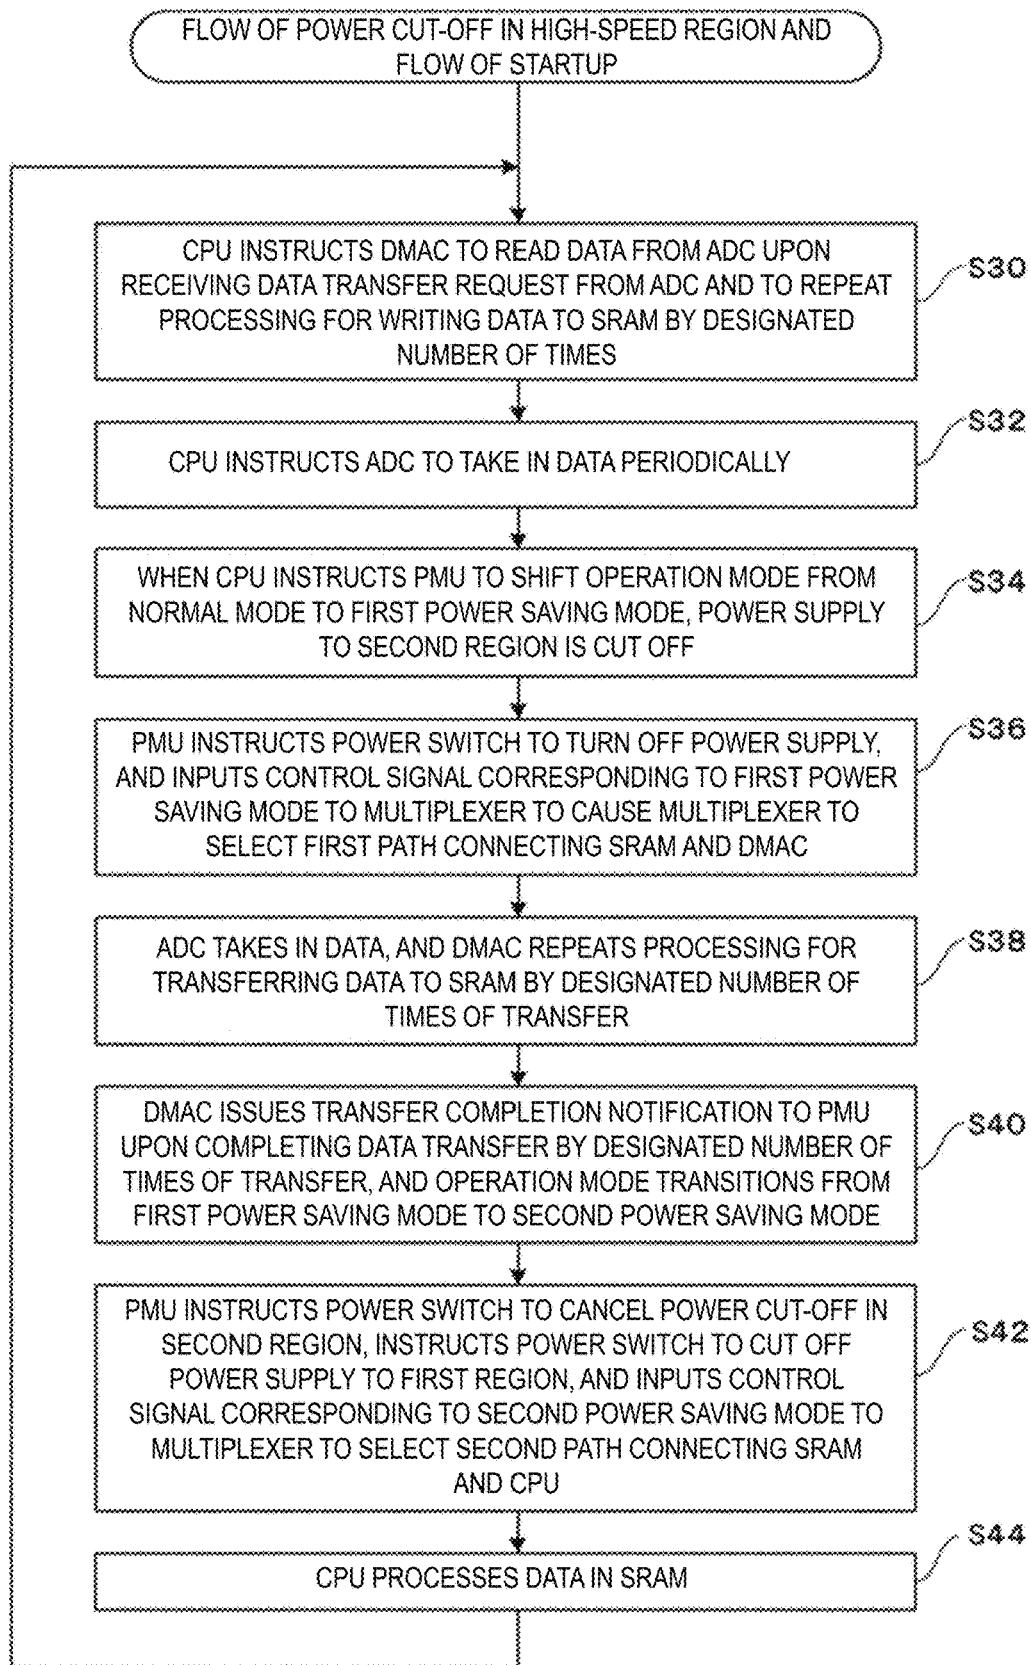 FLOW OF POWER CUT-OFF IN HIGH-SPEED REGION AND
FLOW OF STARTUP
CPU INSTRUCTS DMAC TO READ DATA FROM ADC UPON
RECEIVING DATA TRANSFER REQUEST FROM ADC AND TO REPEAT
PROCESSING FOR WRITING DATA TO SRAM BY DESIGNATED
NUMBER OF TIMES
S30
CPU INSTRUCTS ADC TO TAKE IN DATA PERIODICALLY
S32
WHEN CPU INSTRUCTS PMU TO SHIFT OPERATION MODE FROM
NORMAL MODE TO FIRST POWER SAVING MODE, POWER SUPPLY
TO SECOND REGION IS CUT OFF
S34
PMU INSTRUCTS POWER SWITCH TO TURN OFF POWER SUPPLY,
AND INPUTS CONTROL SIGNAL CORRESPONDING TO FIRST POWER
SAVING MODE TO MULTIPLEXER TO CAUSE MULTIPLEXER TO
SELECT FIRST PATH CONNECTING SRAM AND DMAC
S36
ADC TAKES IN DATA, AND DMAC REPEATS PROCESSING FOR
TRANSFERRING DATA TO SRAM BY DESIGNATED NUMBER OF
TIMES OF TRANSFER
S38
DMAC ISSUES TRANSFER COMPLETION NOTIFICATION TO PMU
UPON COMPLETING DATA TRANSFER BY DESIGNATED NUMBER OF
TIMES OF TRANSFER, AND OPERATION MODE TRANSITIONS FROM
FIRST POWER SAVING MODE TO SECOND POWER SAVING MODE
S40
PMU INSTRUCTS POWER SWITCH TO CANCEL POWER CUT-OFF IN
SECOND REGION, INSTRUCTS POWER SWITCH TO CUT OFF
POWER SUPPLY TO FIRST REGION, AND INPUTS CONTROL
SIGNAL CORRESPONDING TO SECOND POWER SAVING MODE TO
MULTIPLEXER TO SELECT SECOND PATH CONNECTING SRAM
AND CPU
S42
CPU PROCESSES DATA IN SRAM
S44